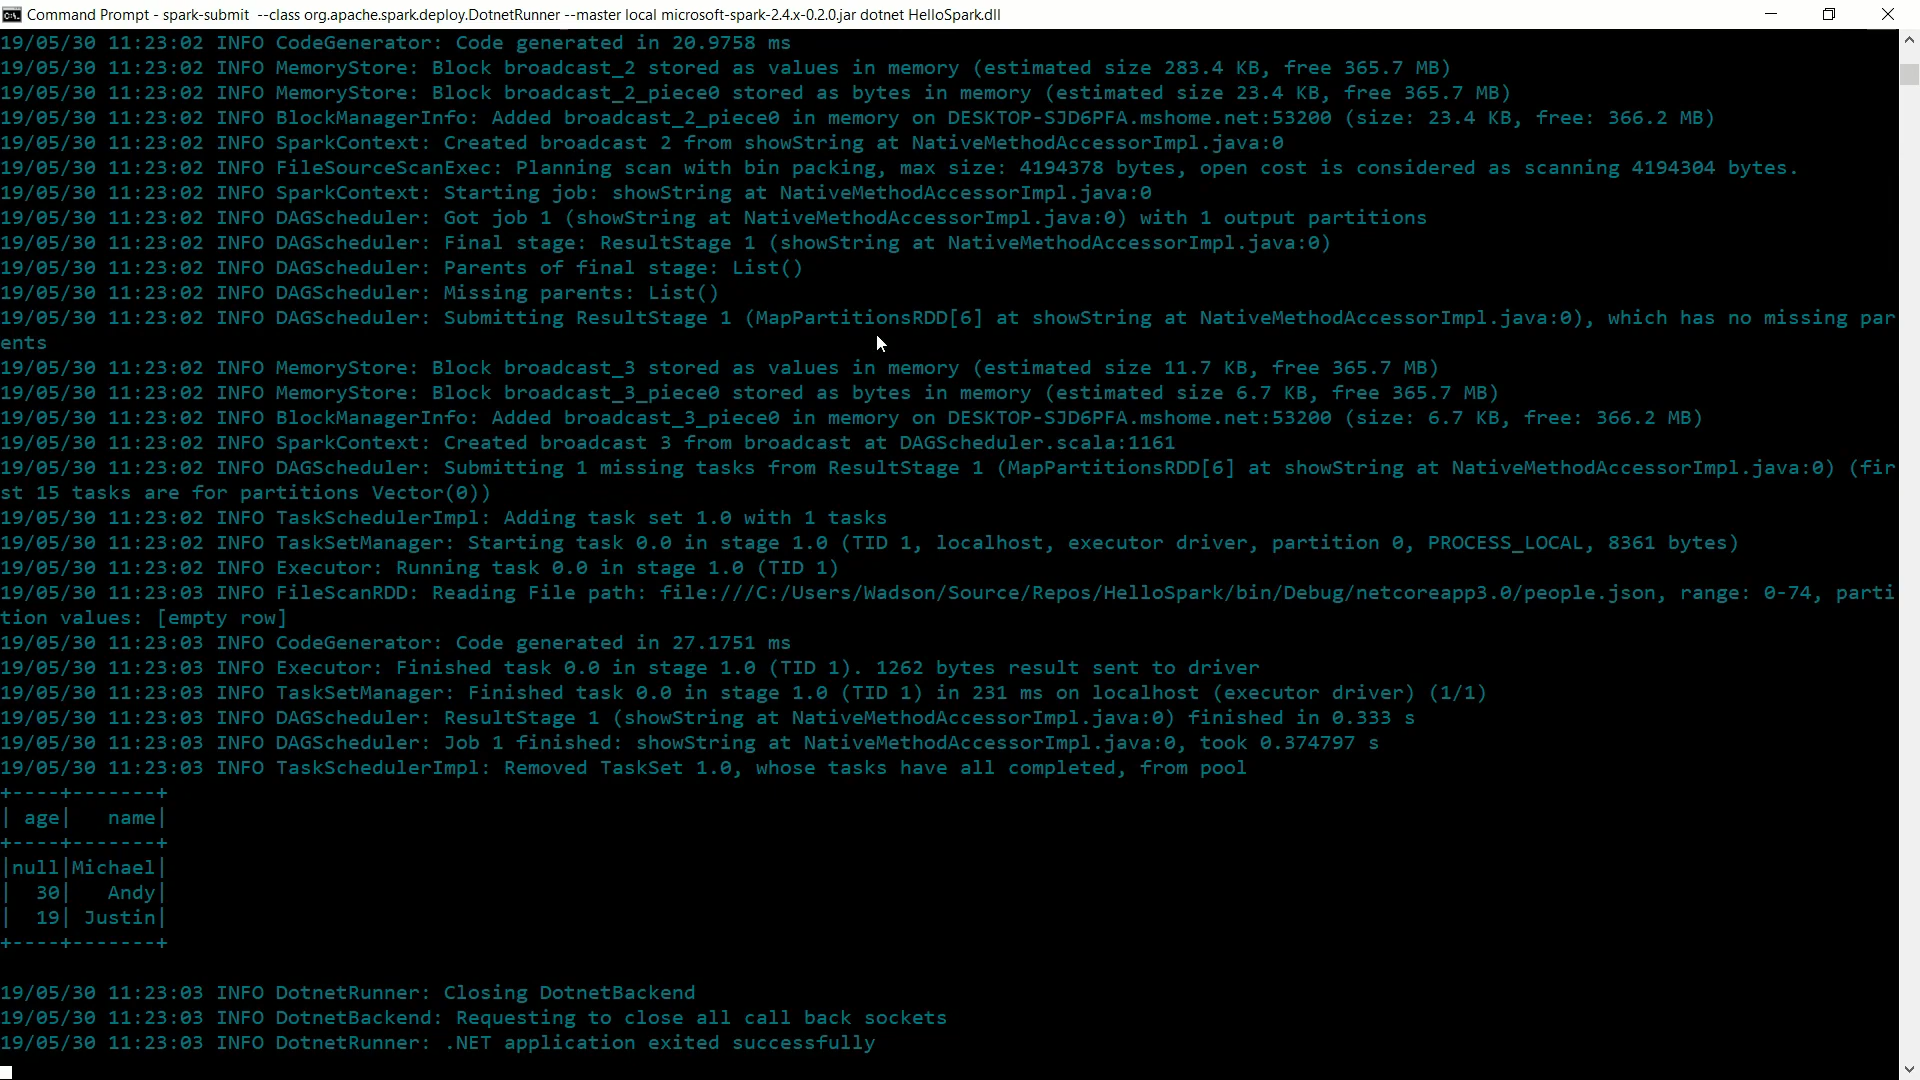 Command Prompt - spark-submit  --class org.apache.spark.deploy.DotnetRunner --master local microsoft-spark-2.4.x-0.2.0.jar dotnet HelloSpark.dll
19/05/30 11:23:02 INFO CodeGenerator: Code generated in 20.9758 ms
19/05/30 11:23:02 INFO MemoryStore: Block broadcast_2 stored as values in memory (estimated size 283.4 KB, free 365.7 MB)
19/05/30 11:23:02 INFO MemoryStore: Block broadcast_2_piece0 stored as bytes in memory (estimated size 23.4 KB, free 365.7 MB)
19/05/30 11:23:02 INFO BlockManagerInfo: Added broadcast_2_piece0 in memory on DESKTOP-SJD6PFA.mshome.net:53200 (size: 23.4 KB, free: 366.2 MB)
19/05/30 11:23:02 INFO SparkContext: Created broadcast 2 from showString at NativeMethodAccessorImpl.java:0
19/05/30 11:23:02 INFO FileSourceScanExec: Planning scan with bin packing, max size: 4194378 bytes, open cost is considered as scanning 4194304 bytes.
19/05/30 11:23:02 INFO SparkContext: Starting job: showString at NativeMethodAccessorImpl.java:0
19/05/30 11:23:02 INFO DAGScheduler: Got job 1 (showString at NativeMethodAccessorImpl.java:0) with 1 output partitions
19/05/30 11:23:02 INFO DAGScheduler: Final stage: ResultStage 1 (showString at NativeMethodAccessorImpl.java:0)
19/05/30 11:23:02 INFO DAGScheduler: Parents of final stage: List()
19/05/30 11:23:02 INFO DAGScheduler: Missing parents: List()
19/05/30 11:23:02 INFO DAGScheduler: Submitting ResultStage 1 (MapPartitionsRDD[6] at showString at NativeMethodAccessorImpl.java:0), which has no missing par
ents
19/05/30 11:23:02 INFO MemoryStore: Block broadcast_3 stored as values in memory (estimated size 11.7 KB, free 365.7 MB)
19/05/30 11:23:02 INFO MemoryStore: Block broadcast_3_piece0 stored as bytes in memory (estimated size 6.7 KB, free 365.7 MB)
19/05/30 11:23:02 INFO BlockManagerInfo: Added broadcast_3_piece0 in memory on DESKTOP-SJD6PFA.mshome.net:53200 (size: 6.7 KB, free: 366.2 MB)
19/05/30 11:23:02 INFO SparkContext: Created broadcast 3 from broadcast at DAGScheduler.scala:1161
19/05/30 11:23:02 INFO DAGScheduler: Submitting 1 missing tasks from ResultStage 1 (MapPartitionsRDD[6] at showString at NativeMethodAccessorImpl.java:0) (fir
st 15 tasks are for partitions Vector(0))
19/05/30 11:23:02 INFO TaskSchedulerImpl: Adding task set 1.0 with 1 tasks
19/05/30 11:23:02 INFO TaskSetManager: Starting task 0.0 in stage 1.0 (TID 1, localhost, executor driver, partition 0, PROCESS_LOCAL, 8361 bytes)
19/05/30 11:23:02 INFO Executor: Running task 0.0 in stage 1.0 (TID 1)
19/05/30 11:23:03 INFO FileScanRDD: Reading File path: file:///C:/Users/Wadson/Source/Repos/HelloSpark/bin/Debug/netcoreapp3.0/people.json, range: 0-74, parti
tion values: [empty row]
19/05/30 11:23:03 INFO CodeGenerator: Code generated in 27.1751 ms
19/05/30 11:23:03 INFO Executor: Finished task 0.0 in stage 1.0 (TID 1). 1262 bytes result sent to driver
19/05/30 11:23:03 INFO TaskSetManager: Finished task 0.0 in stage 1.0 (TID 1) in 231 ms on localhost (executor driver) (1/1)
19/05/30 11:23:03 INFO DAGScheduler: ResultStage 1 (showString at NativeMethodAccessorImpl.java:0) finished in 0.333 s
19/05/30 11:23:03 INFO DAGScheduler: Job 1 finished: showString at NativeMethodAccessorImpl.java:0, took 0.374797 s
19/05/30 11:23:03 INFO TaskSchedulerImpl: Removed TaskSet 1.0, whose tasks have all completed, from pool
+----+-------+
| age|   name|
+----+-------+
|null|Michael|
|  30|   Andy|
|  19| Justin|
+----+-------+
19/05/30 11:23:03 INFO DotnetRunner: Closing DotnetBackend
19/05/30 11:23:03 INFO DotnetBackend: Requesting to close all call back sockets
19/05/30 11:23:03 INFO DotnetRunner: .NET application exited successfully